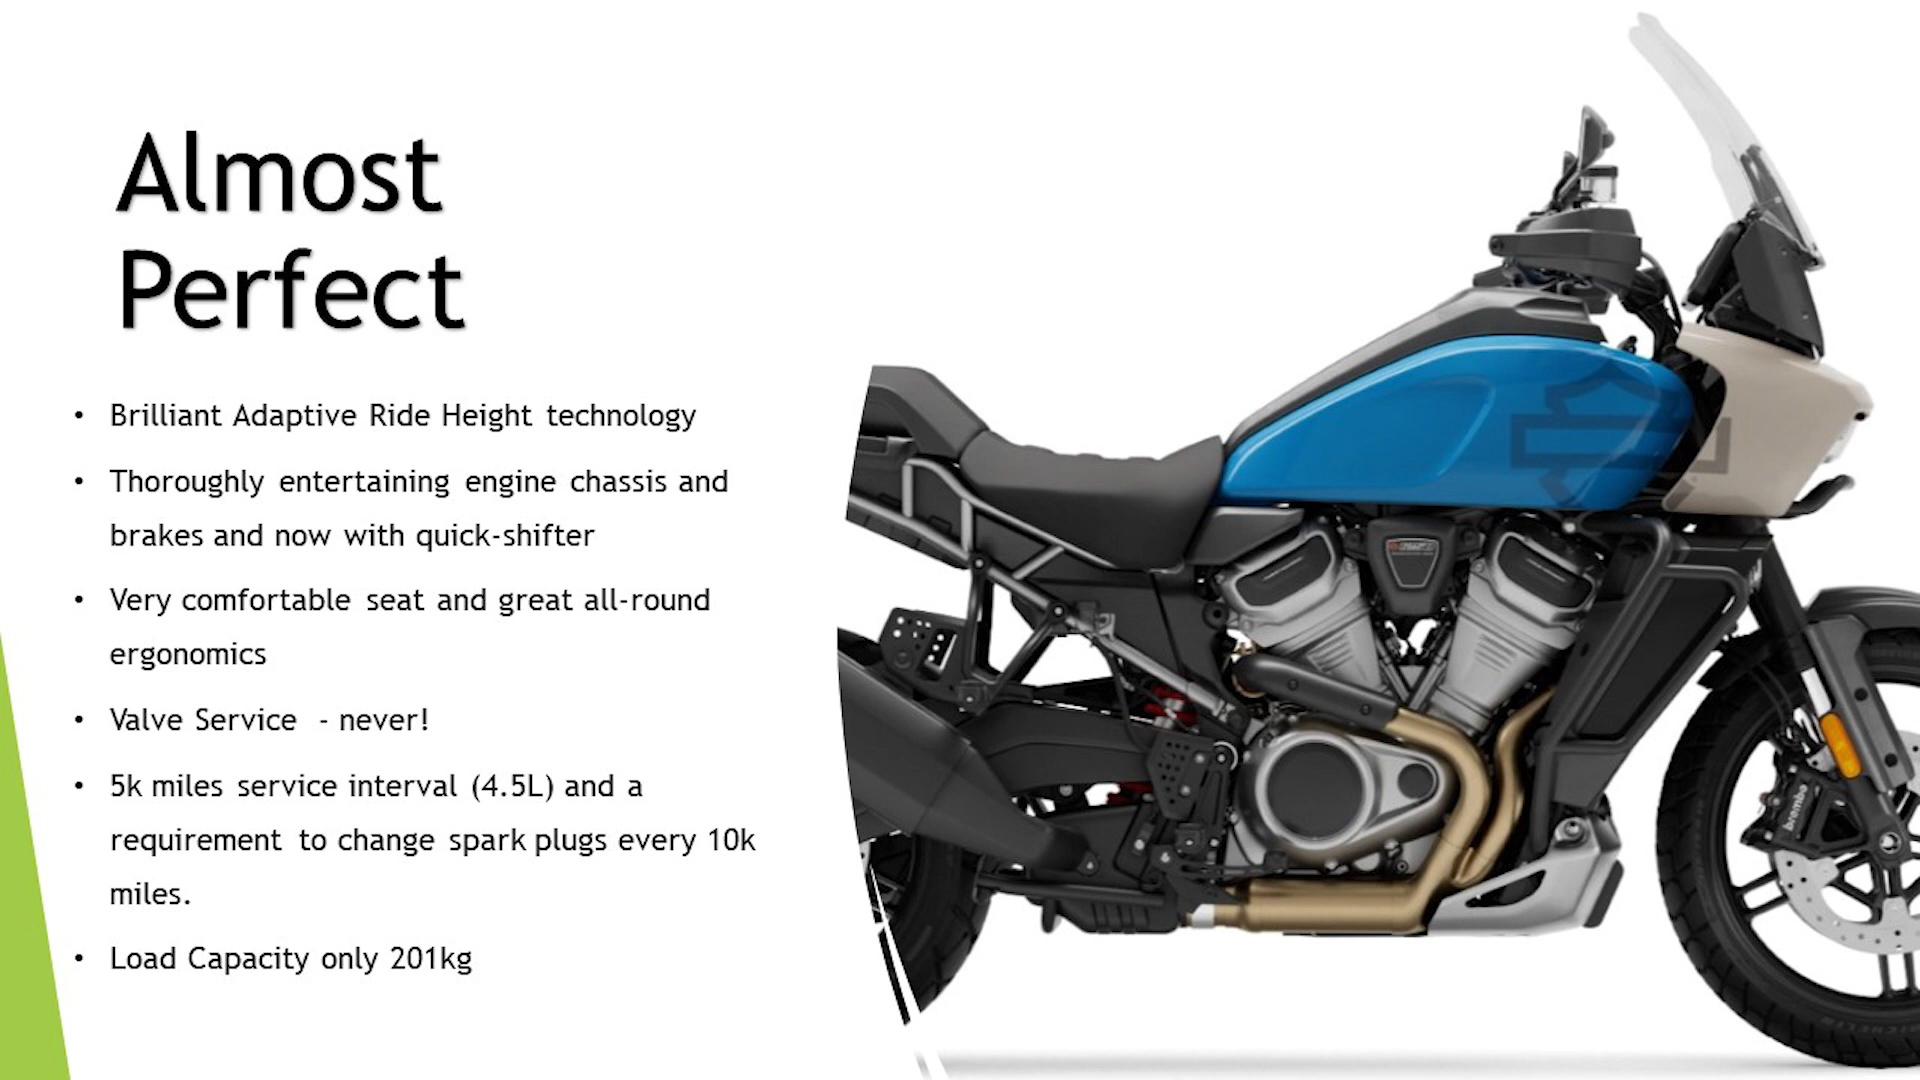 Almost
Perfect
• Brilliant Adaptive Ride Height technology
• Thoroughly entertaining engine chassis and
brakes and now with quick-shifter
• Very comfortable seat and great all-round
ergonomics
• Valve Service - never!
• 5k miles service interval (4.5L) and a
requirement to change spark plugs every 10k
miles.
• Load Capacity only 201kg
brembo